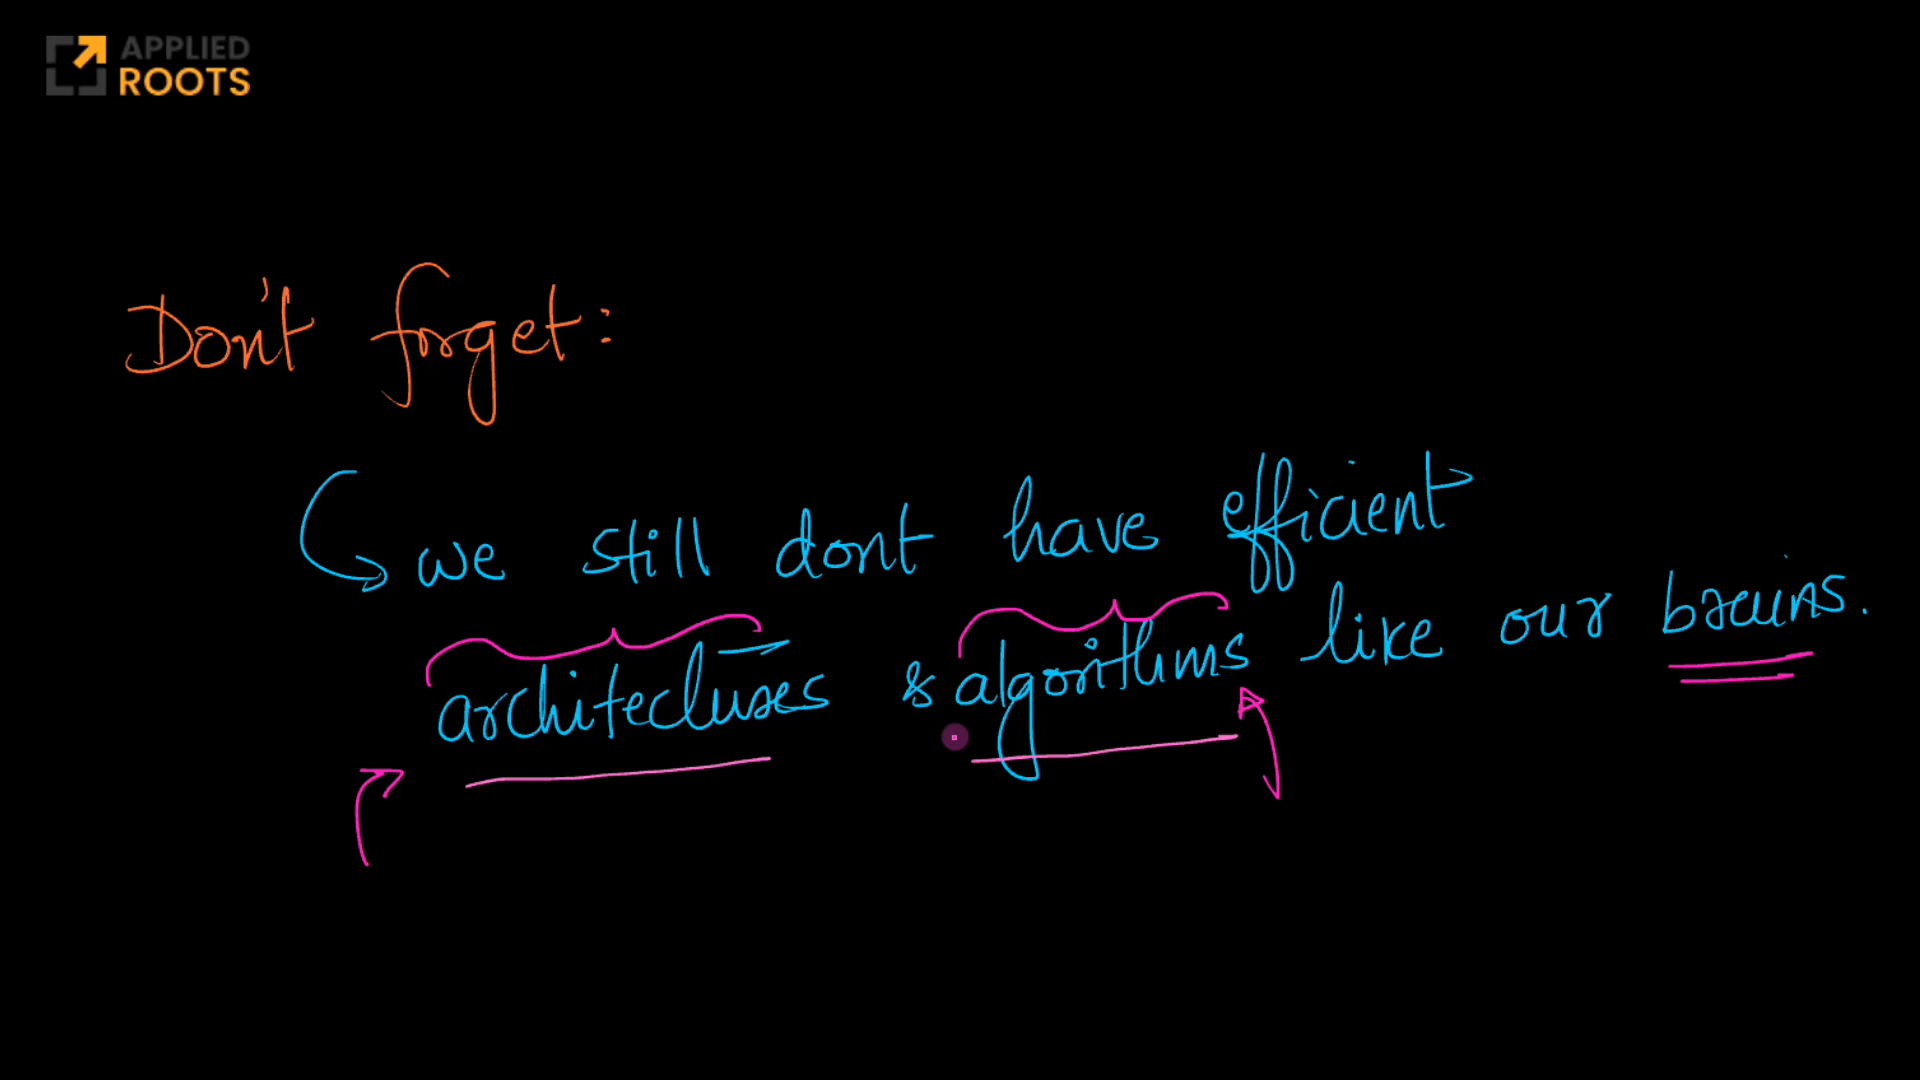 APPLIED
ROOTS
Don't forget:
we still dont have efficient
architectures & algorithms like our brains.